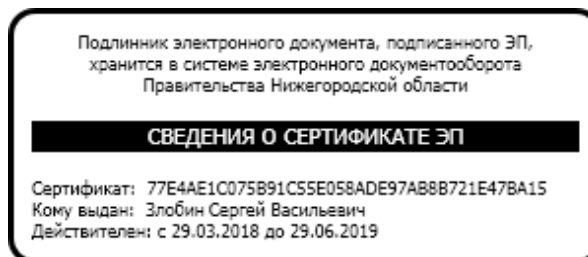 Подлинник электронного документа, подписанного ЭП,
хранится в системе электронного документооборота
Правительства Нижегородской области
СВЕДЕНИЯ О СЕРТИФИКАТЕ ЭП
Сертификат: 77E4AE1C075B91C55E058ADE97AB8B721E47BA15
Кому выдан: Злобин Сергей Васильевич
Действителен: с 29.03.2018 до 29.06.2019